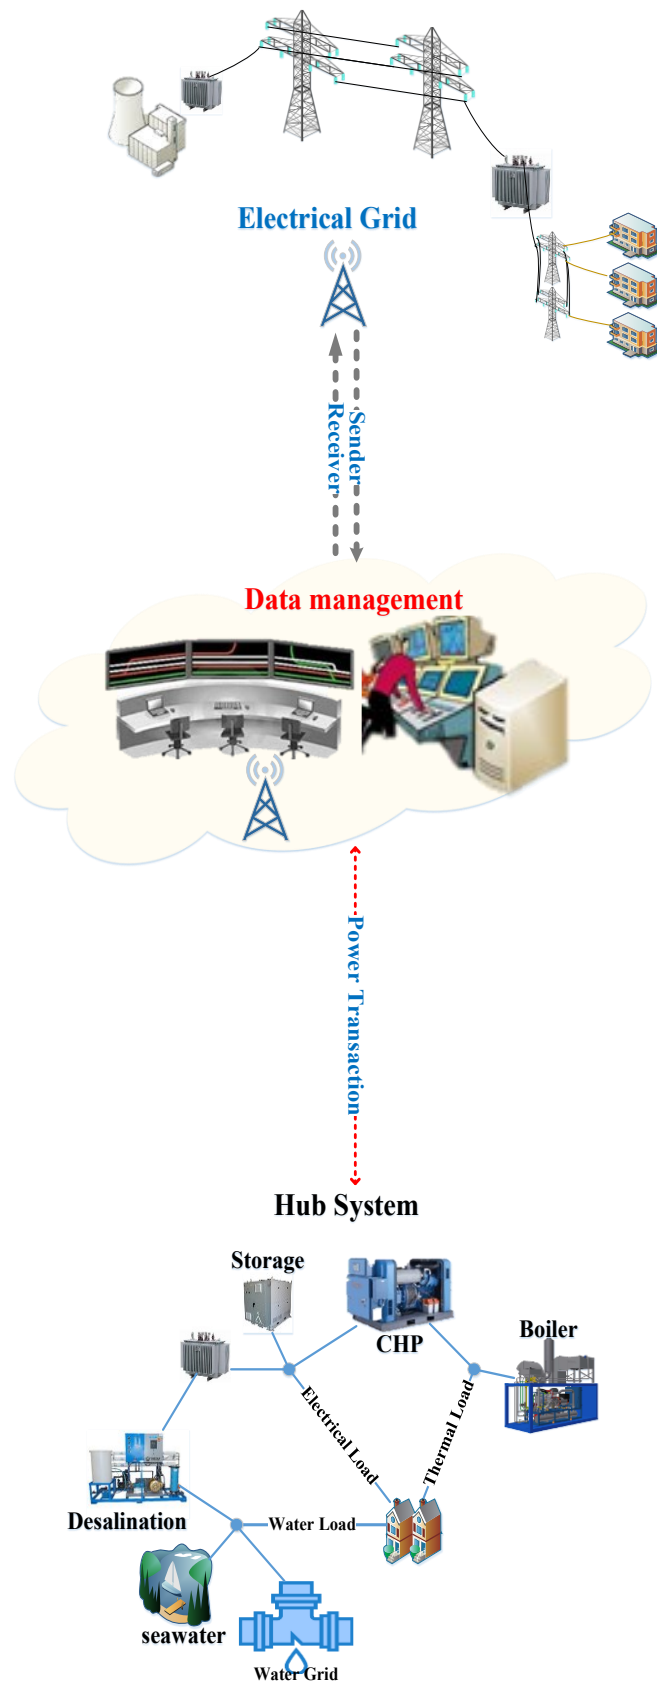 Electrical Grid
Sender
Receiver
Data management
Power Transaction
Hub System
Storage
CHP
Boiler
Electrical Load
Thermal Load
Desalination
Water Load
seawater
Water Grid